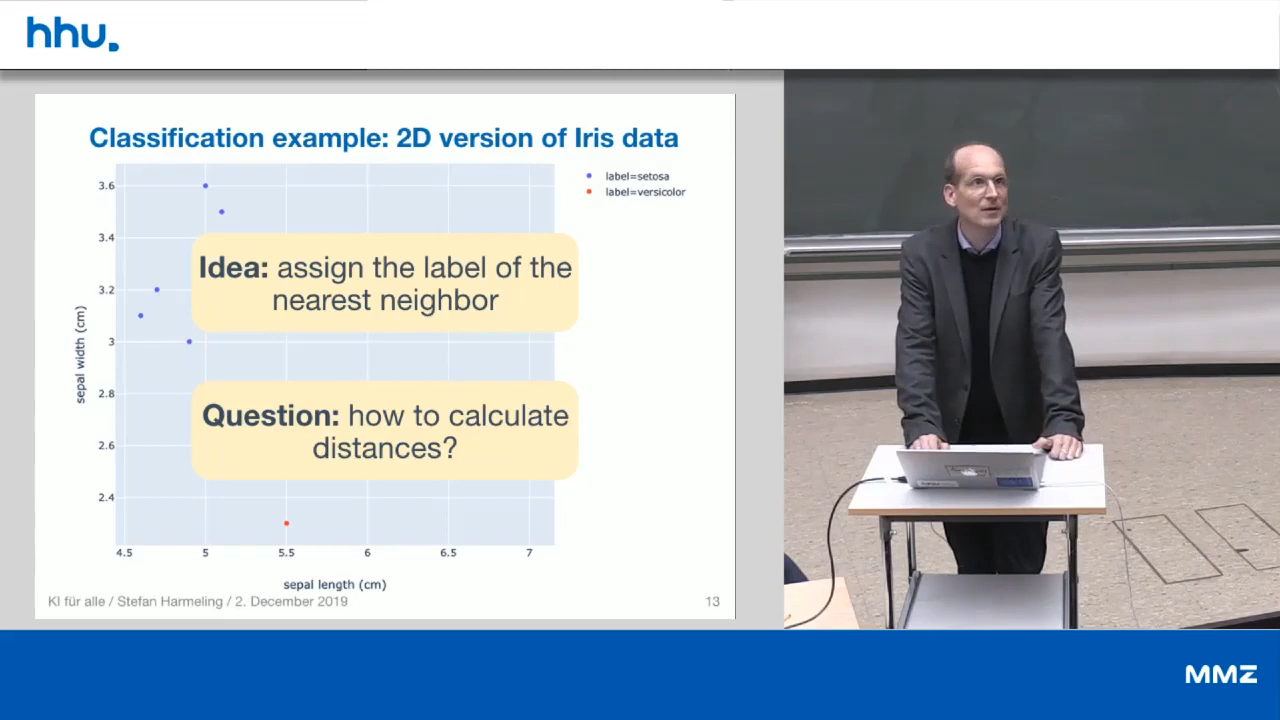 hhu.
Classification example: 2D version of Iris data
label=setosa
label=versicolor
3.6
3.4
3.2
3
2.8
2.6
2.4
sepal width (cm)
Idea: assign the label of the
nearest neighbor
Question: how to calculate
distances?
4.5 5 5.5 6 6.5 7
sepal length (cm)
KI für alle / Stefan Harmeling / 2. December 2019 13
MMZ